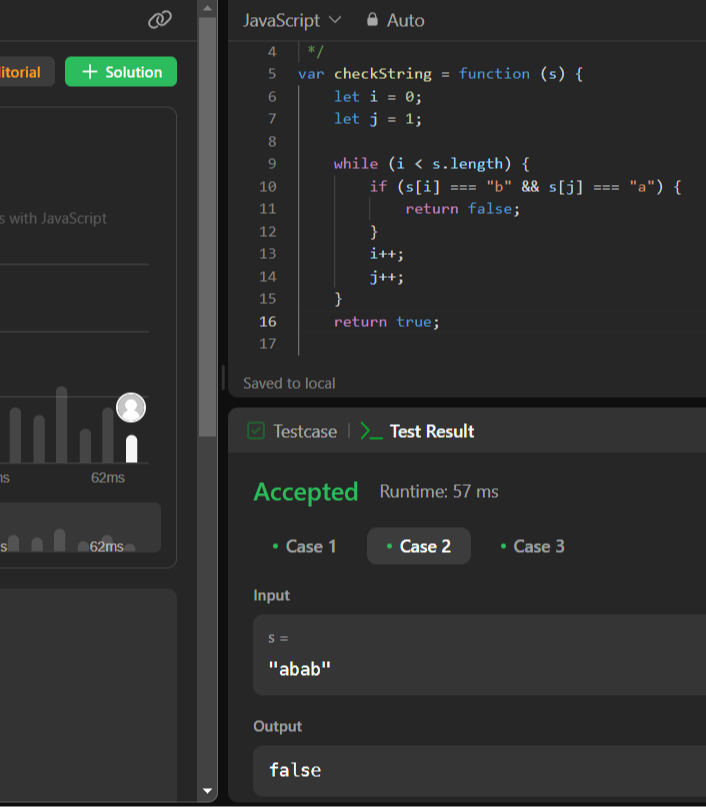 itorial
+ Solution
s with JavaScript
ns
62ms
s
62ms
JavaScript
Auto
4 */
5 var checkString = function (s) {
6 let i = 0;
7 let j = 1;
8
9 while (i < s.length) {
10 if (s[i] === "b" && s[j] === "a") {
11 return false;
12 }
13 i++;
14 j++;
15 }
16 return true;
17
Saved to local
Testcase | >_ Test Result
Accepted Runtime: 57 ms
• Case 1 • Case 2 • Case 3
Input
s =
"abab"
Output
false